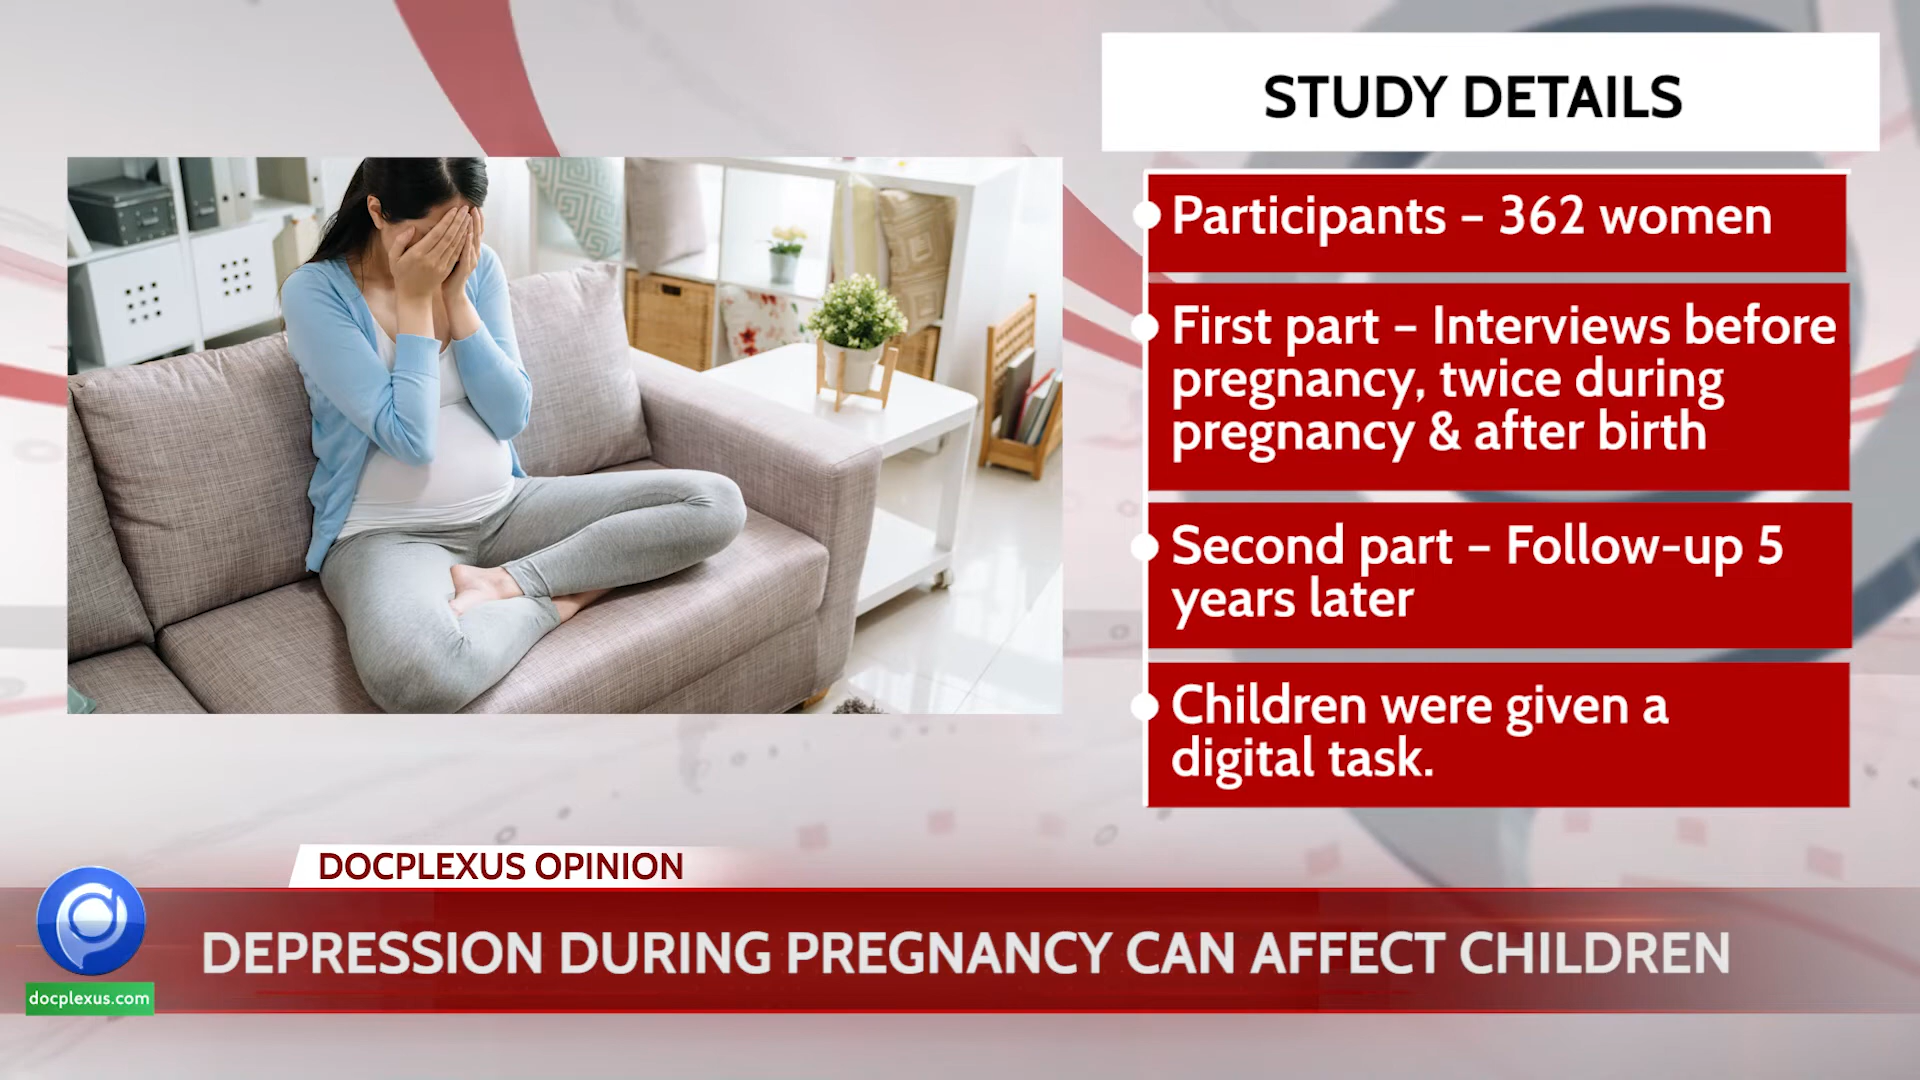 STUDY DETAILS
Participants – 362 women
First part – Interviews before
pregnancy, twice during
pregnancy & after birth
Second part – Follow-up 5
years later
Children were given a
digital task.
DOCPLEXUS OPINION
DEPRESSION DURING PREGNANCY CAN AFFECT CHILDREN
docplexus.com